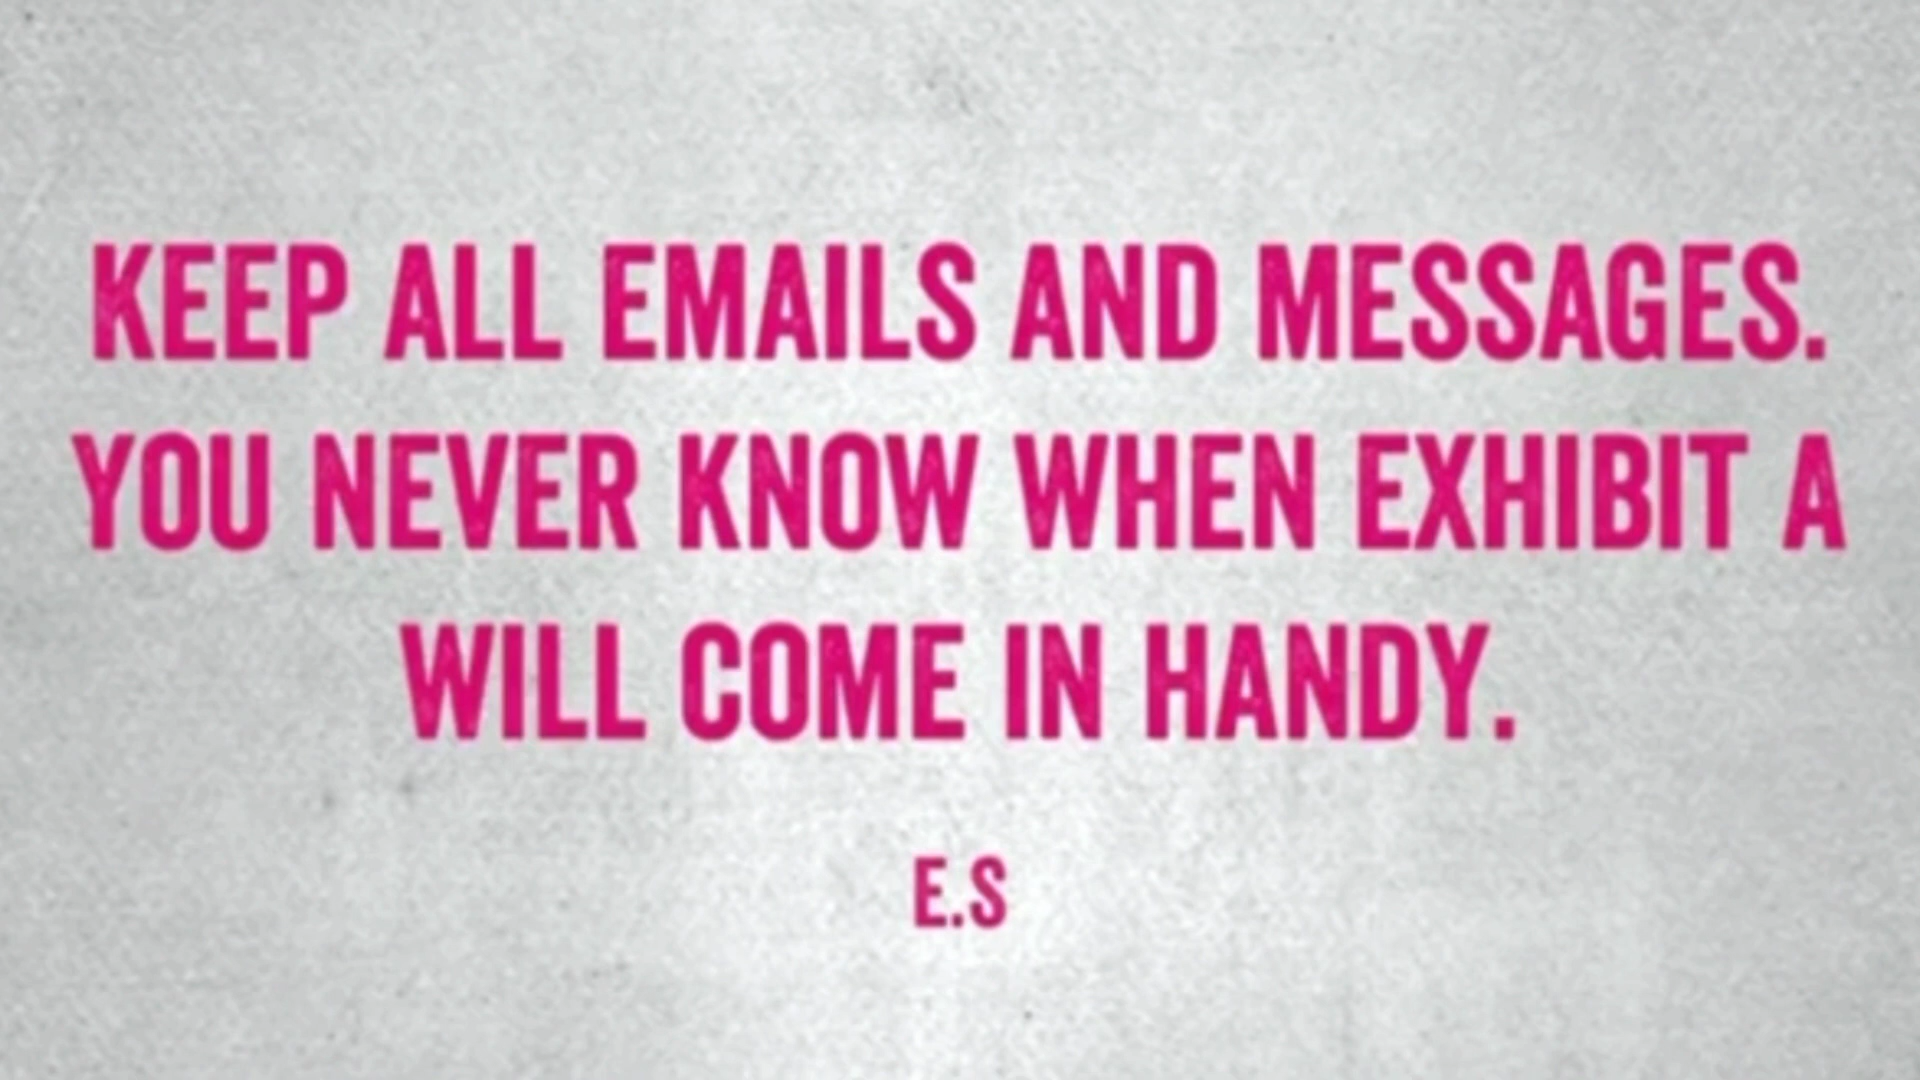 KEEP ALL EMAILS AND MESSAGES.
YOU NEVER KNOW WHEN EXHIBIT A
WILL COME IN HANDY.
E.S